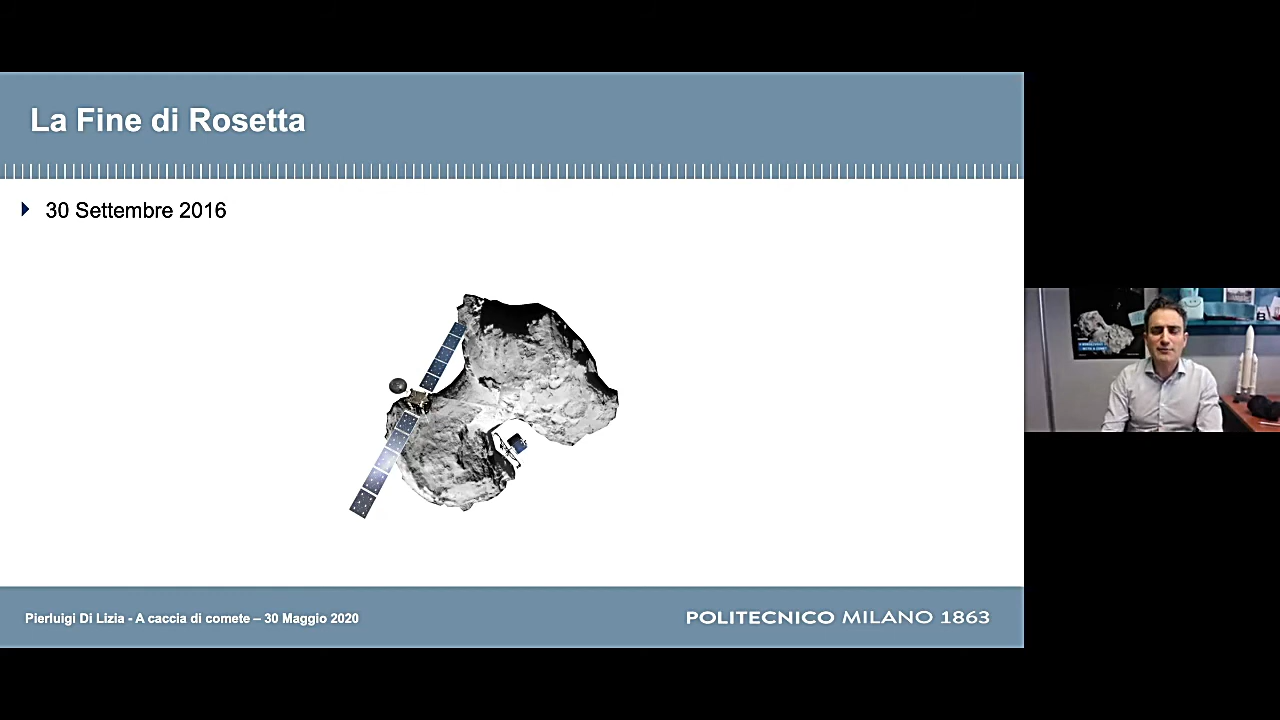 La Fine di Rosetta
30 Settembre 2016
Pierluigi Di Lizia - A caccia di comete – 30 Maggio 2020
POLITECNICO MILANO 1863